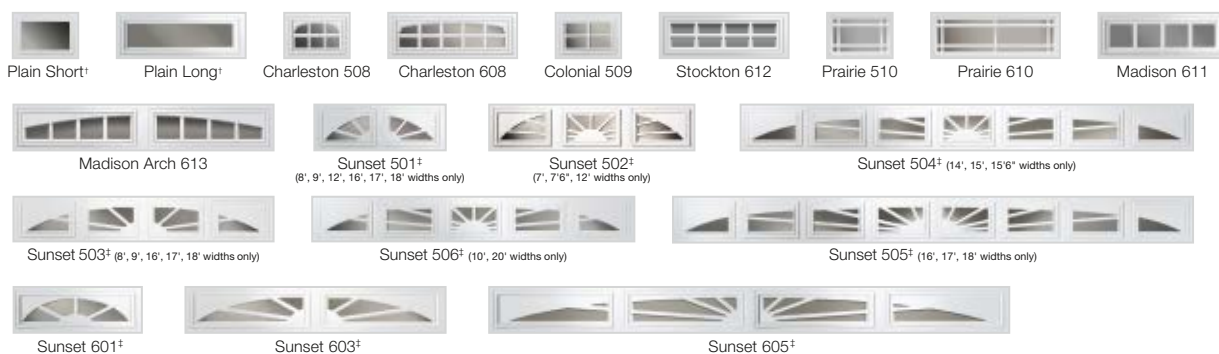 Plain Short†
Plain Long†
Charleston 508
Charleston 608
Colonial 509
Stockton 612
Prairie 510
Prairie 610
Madison 611
Madison Arch 613
Sunset 501‡
(8', 9', 12', 16', 17', 18' widths only)
Sunset 502‡
(7', 7'6", 12' widths only)
Sunset 504‡ (14', 15', 15'6" widths only)
Sunset 503‡ (8', 9', 16', 17', 18' widths only)
Sunset 506‡ (10', 20' widths only)
Sunset 505‡ (16', 17', 18' widths only)
Sunset 601‡
Sunset 603‡
Sunset 605‡